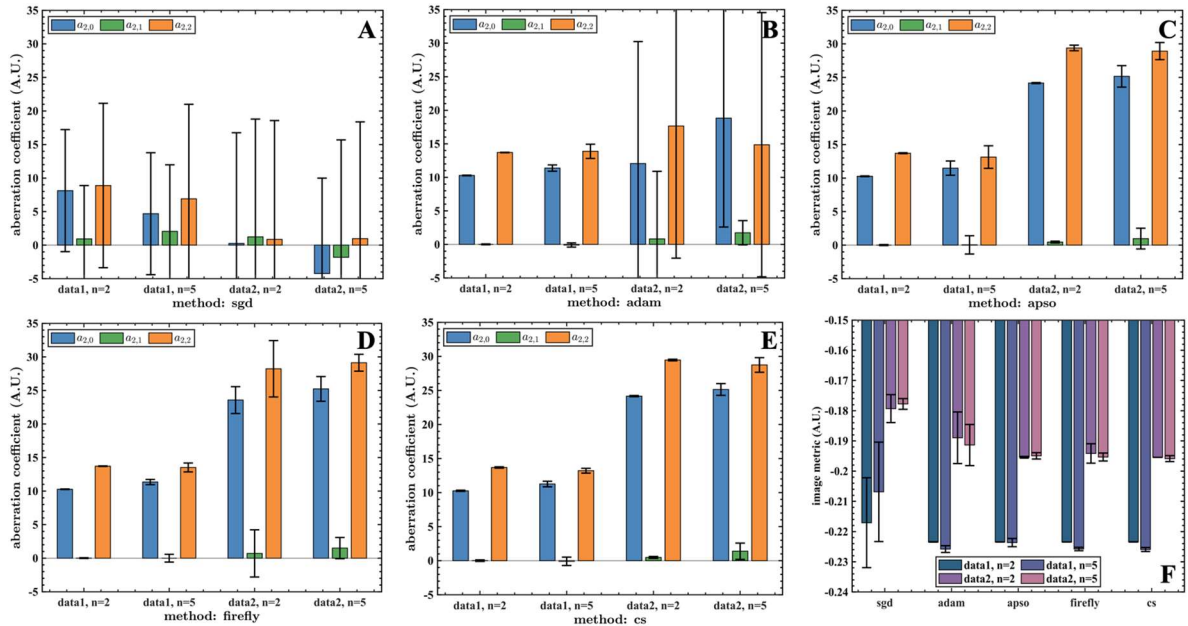 A
a2,0 a2,1 a2,2
aberration coefficient (A.U.)
35
30
25
20
15
10
5
0
-5
data1, n=2 data1, n=5 data2, n=2 data2, n=5
method: sgd
B
a2,0 a2,1 a2,2
aberration coefficient (A.U.)
35
30
25
20
15
10
5
0
-5
data1, n=2 data1, n=5 data2, n=2 data2, n=5
method: adam
C
a2,0 a2,1 a2,2
aberration coefficient (A.U.)
35
30
25
20
15
10
5
0
-5
data1, n=2 data1, n=5 data2, n=2 data2, n=5
method: apso
D
a2,0 a2,1 a2,2
aberration coefficient (A.U.)
35
30
25
20
15
10
5
0
-5
data1, n=2 data1, n=5 data2, n=2 data2, n=5
method: firefly
E
a2,0 a2,1 a2,2
aberration coefficient (A.U.)
35
30
25
20
15
10
5
0
-5
data1, n=2 data1, n=5 data2, n=2 data2, n=5
method: cs
image metric (A.U.)
-0.15
-0.16
-0.17
-0.18
-0.19
-0.2
-0.21
-0.22
-0.23
-0.24
data1, n=2 data1, n=5
data2, n=2 data2, n=5
F
sgd adam apso firefly cs